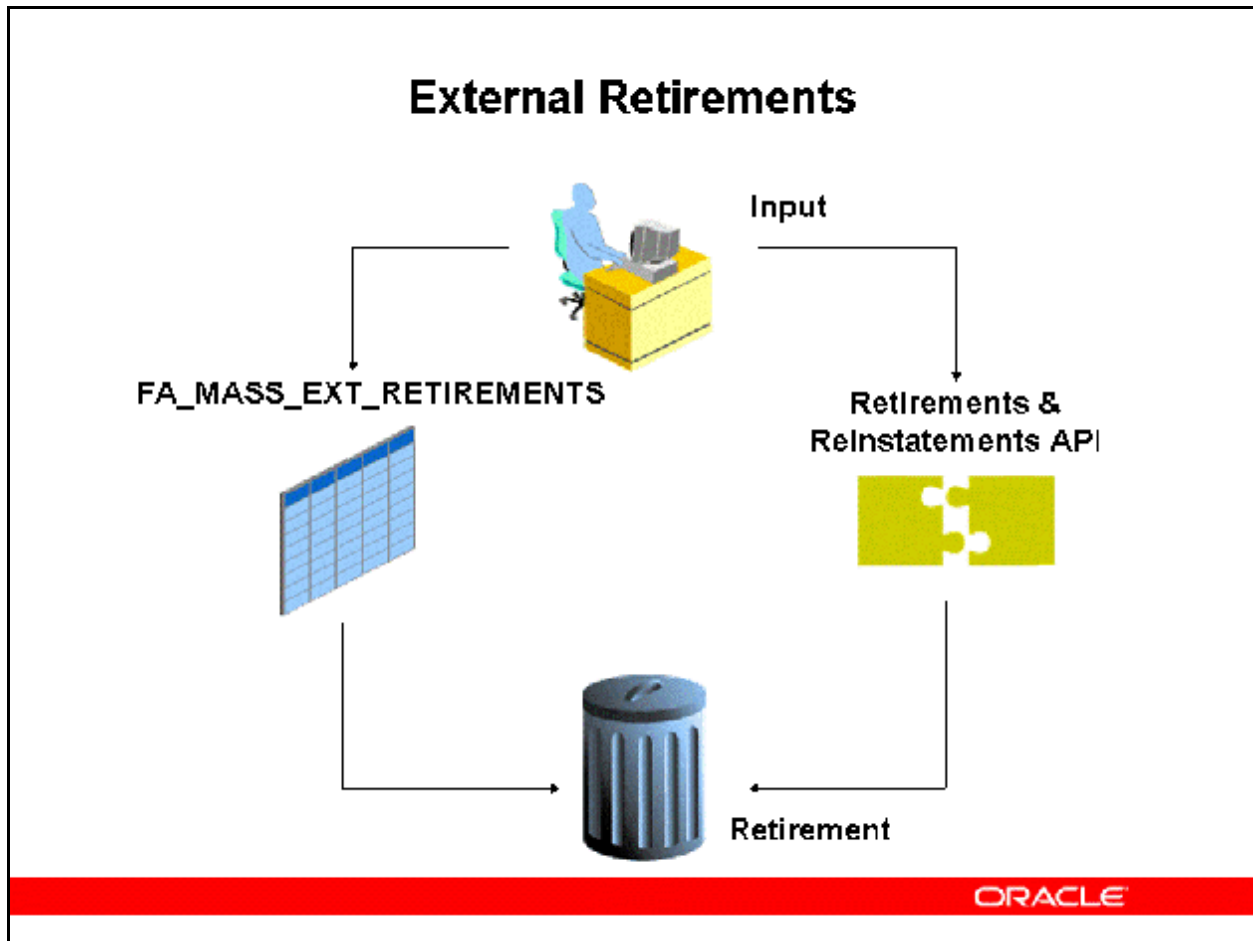 External Retirements
Input
FA_MASS_EXT_RETIREMENTS
Retirements &
Reinstatements API
Retirement
ORACLE